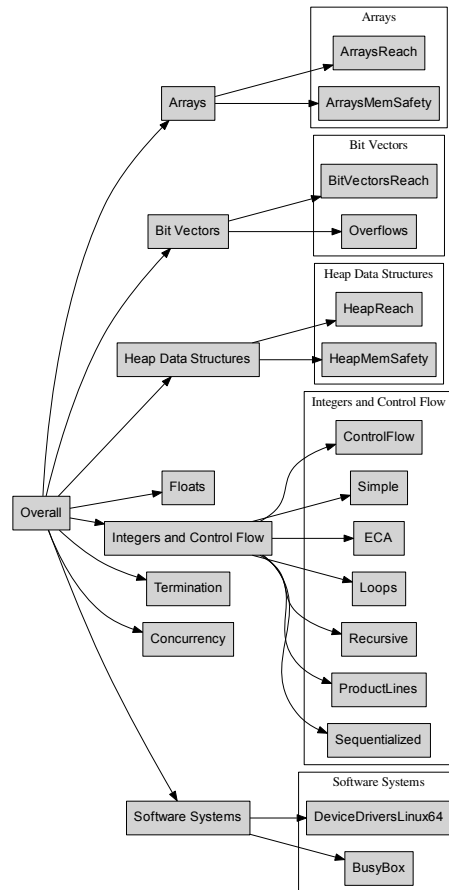 Arrays
ArraysReach
Arrays
ArraysMemSafety
Bit Vectors
BitVectorsReach
Bit Vectors
Overflows
Heap Data Structures
HeapReach
Heap Data Structures
HeapMemSafety
Integers and Control Flow
ControlFlow
Floats
Simple
Overall
Integers and Control Flow
ECA
Termination
Loops
Concurrency
Recursive
ProductLines
Sequentialized
Software Systems
Software Systems
DeviceDriversLinux64
BusyBox